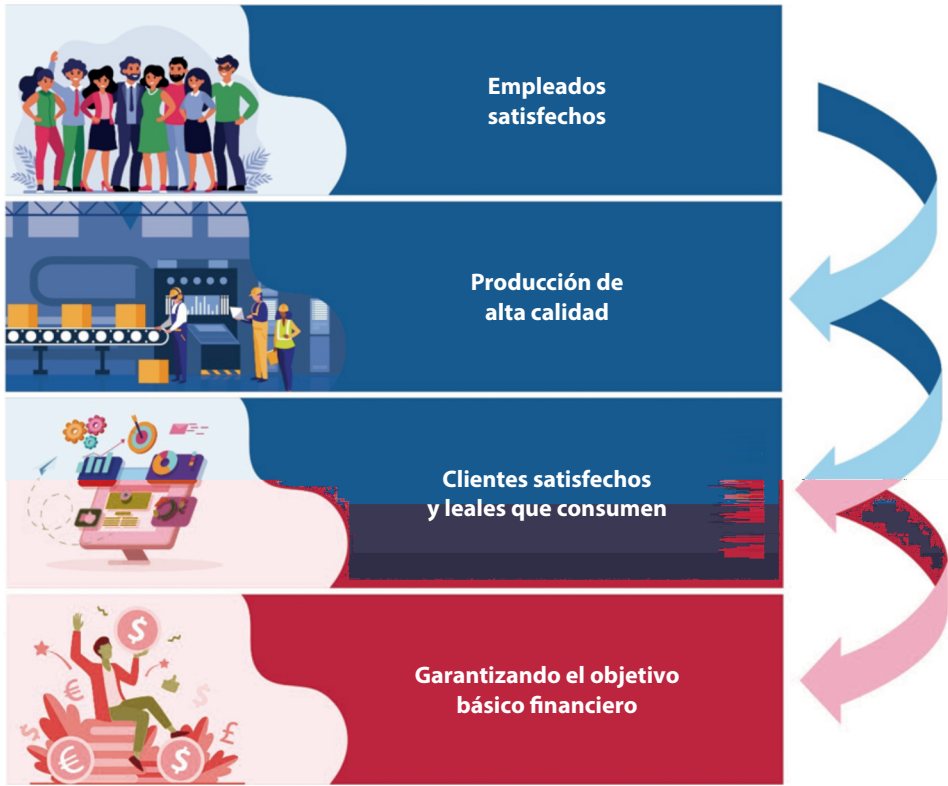 Empleados
satisfechos
Producción de
alta calidad
Clientes satisfechos
y leales que consumen
Garantizando el objetivo
básico financiero
$
€
$
$
£
€
$